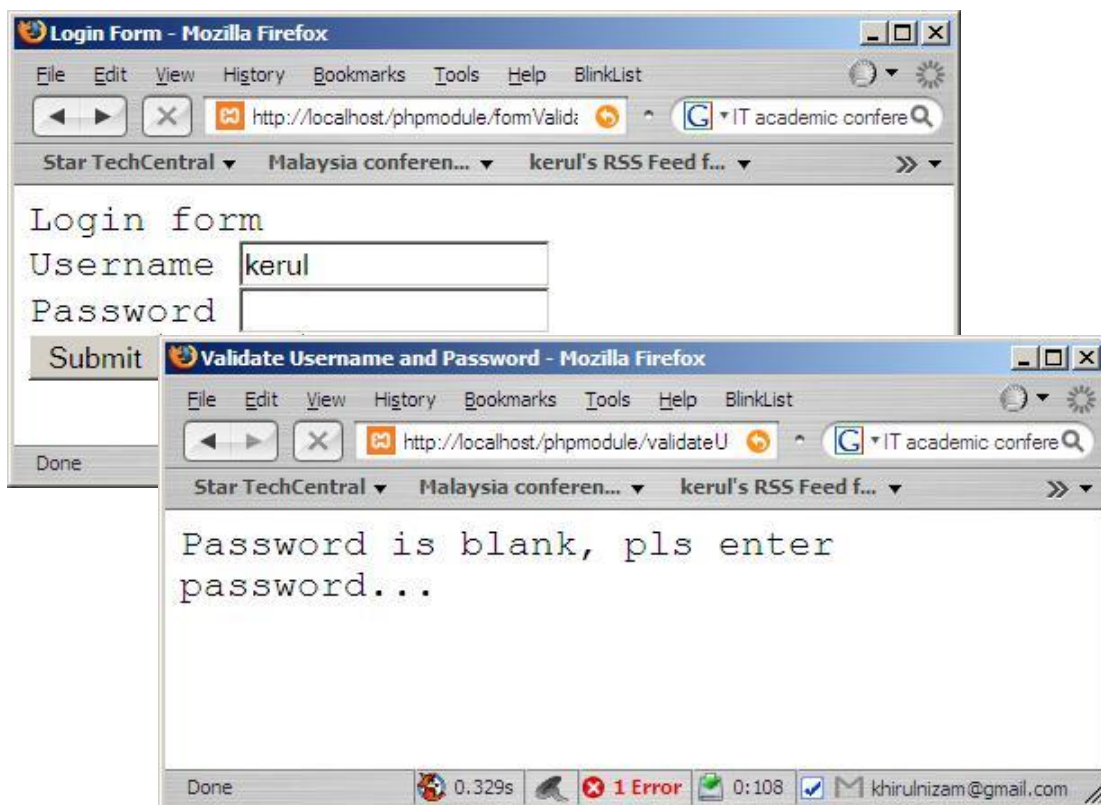 Login Form - Mozilla Firefox
File Edit View History Bookmarks Tools Help BlinkList
http://localhost/phpmodule/formValida G IT academic confere
Star TechCentral Malaysia conferen... kerul's RSS Feed f...
Login form
Username kerul
Password
Submit
Done
Validate Username and Password - Mozilla Firefox
File Edit View History Bookmarks Tools Help BlinkList
http://localhost/phpmodule/validateU G IT academic confere
Star TechCentral Malaysia conferen... kerul's RSS Feed f...
Password is blank, pls enter
password...
Done 0.329s 1 Error 0:108 khirulnizam@gmail.com